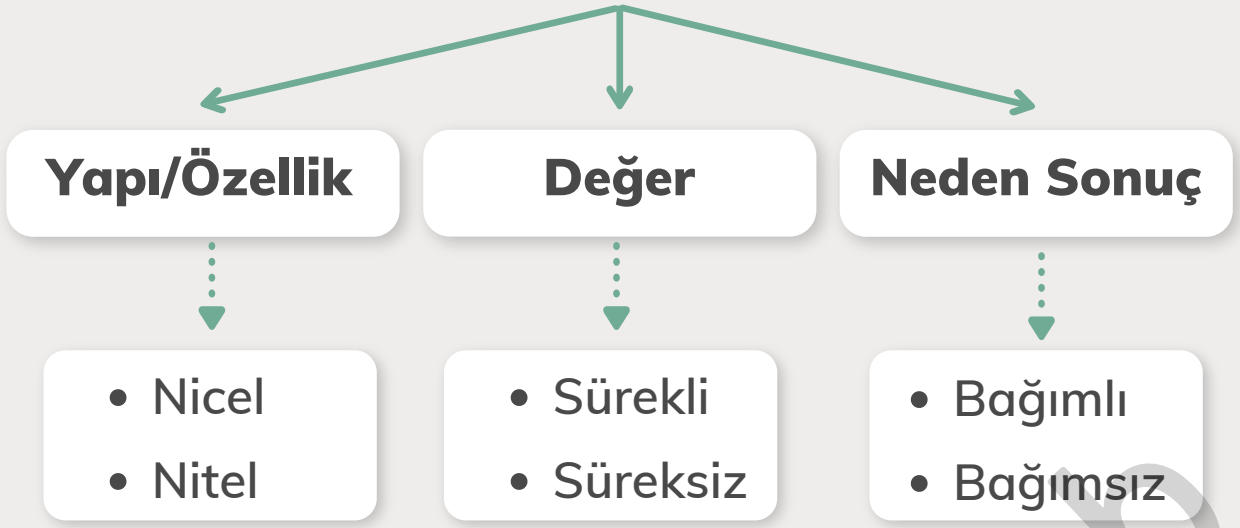 Yapı/Özellik
Değer
Neden Sonuç
Nicel
Nitel
Sürekli
Süreksiz
Bağımlı
Bağımsız